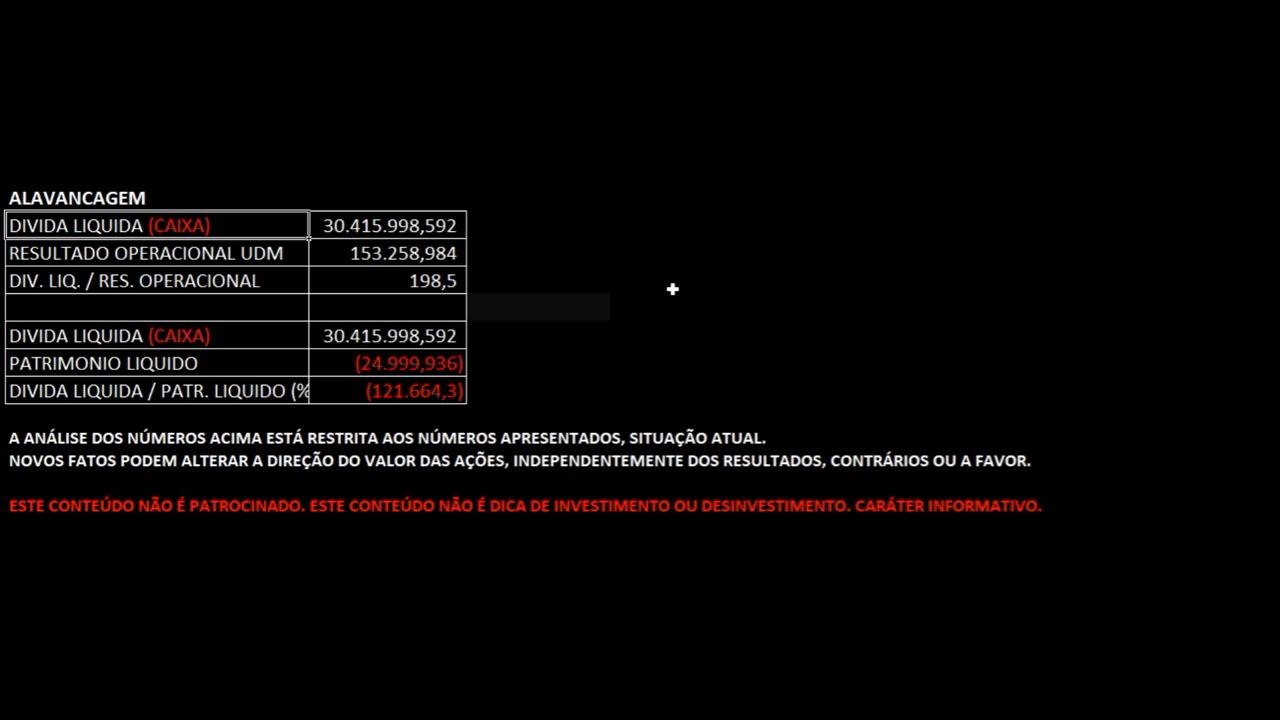 ALAVANCAGEM
DIVIDA LIQUIDA (CAIXA) 30.415.998,592
RESULTADO OPERACIONAL UDM 153.258,984
DIV. LIQ. / RES. OPERACIONAL 198,5
DIVIDA LIQUIDA (CAIXA) 30.415.998,592
PATRIMONIO LIQUIDO (24.999,936)
DIVIDA LIQUIDA / PATR. LIQUIDO (% (121.664,3)
A ANÁLISE DOS NÚMEROS ACIMA ESTÁ RESTRITA AOS NÚMEROS APRESENTADOS, SITUAÇÃO ATUAL.
NOVOS FATOS PODEM ALTERAR A DIREÇÃO DO VALOR DAS AÇÕES, INDEPENDENTEMENTE DOS RESULTADOS, CONTRÁRIOS OU A FAVOR.
ESTE CONTEÚDO NÃO É PATROCINADO. ESTE CONTEÚDO NÃO É DICA DE INVESTIMENTO OU DESINVESTIMENTO. CARÁTER INFORMATIVO.